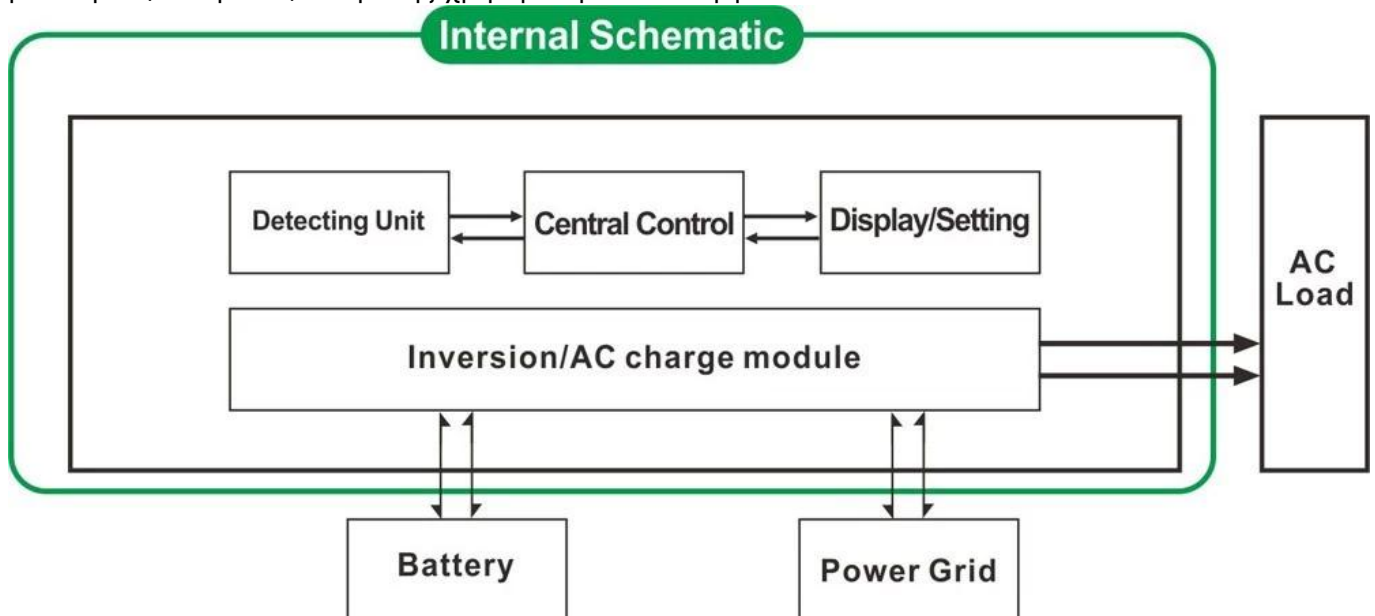 Internal Schematic
Detecting Unit
Central Control
Display/Setting
AC
Load
Inversion/AC charge module
Battery
Power Grid